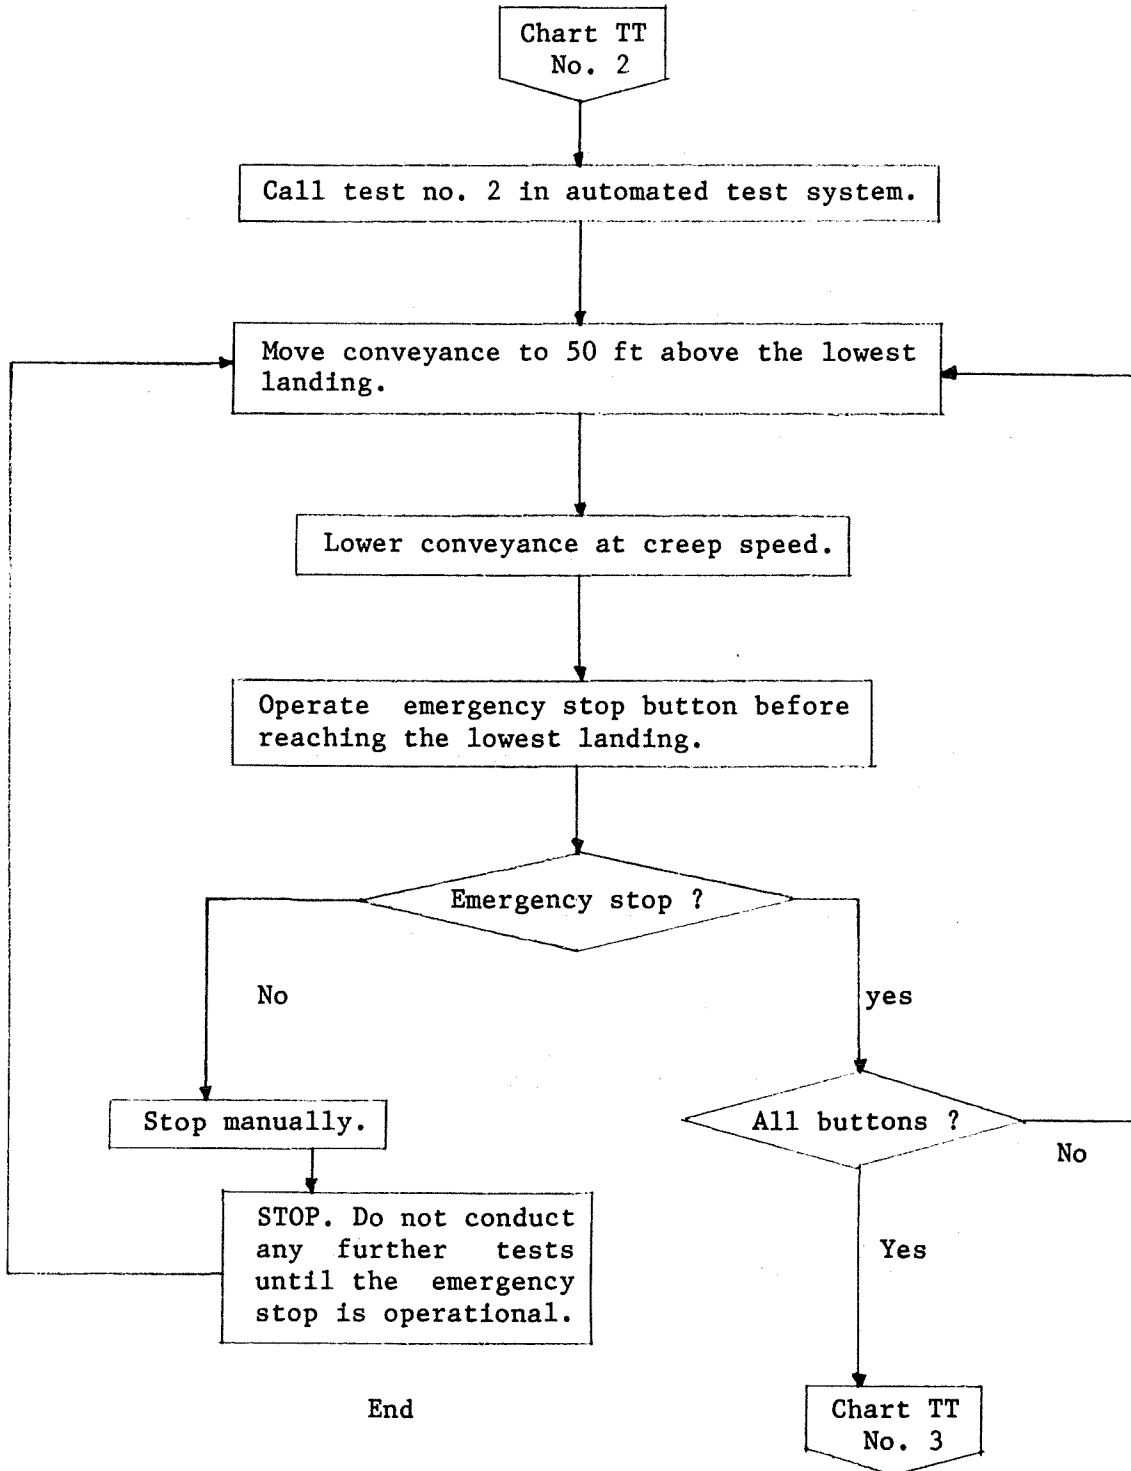 Chart TT
No. 2
Call test no. 2 in automated test system.
Move conveyance to 50 ft above the lowest
landing.
Lower conveyance at creep speed.
Operate emergency stop button before
reaching the lowest landing.
Emergency stop ?
No
yes
Stop manually.
All buttons ?
No
STOP. Do not conduct
any further tests
until the emergency
stop is operational.
Yes
End
Chart TT
No. 3